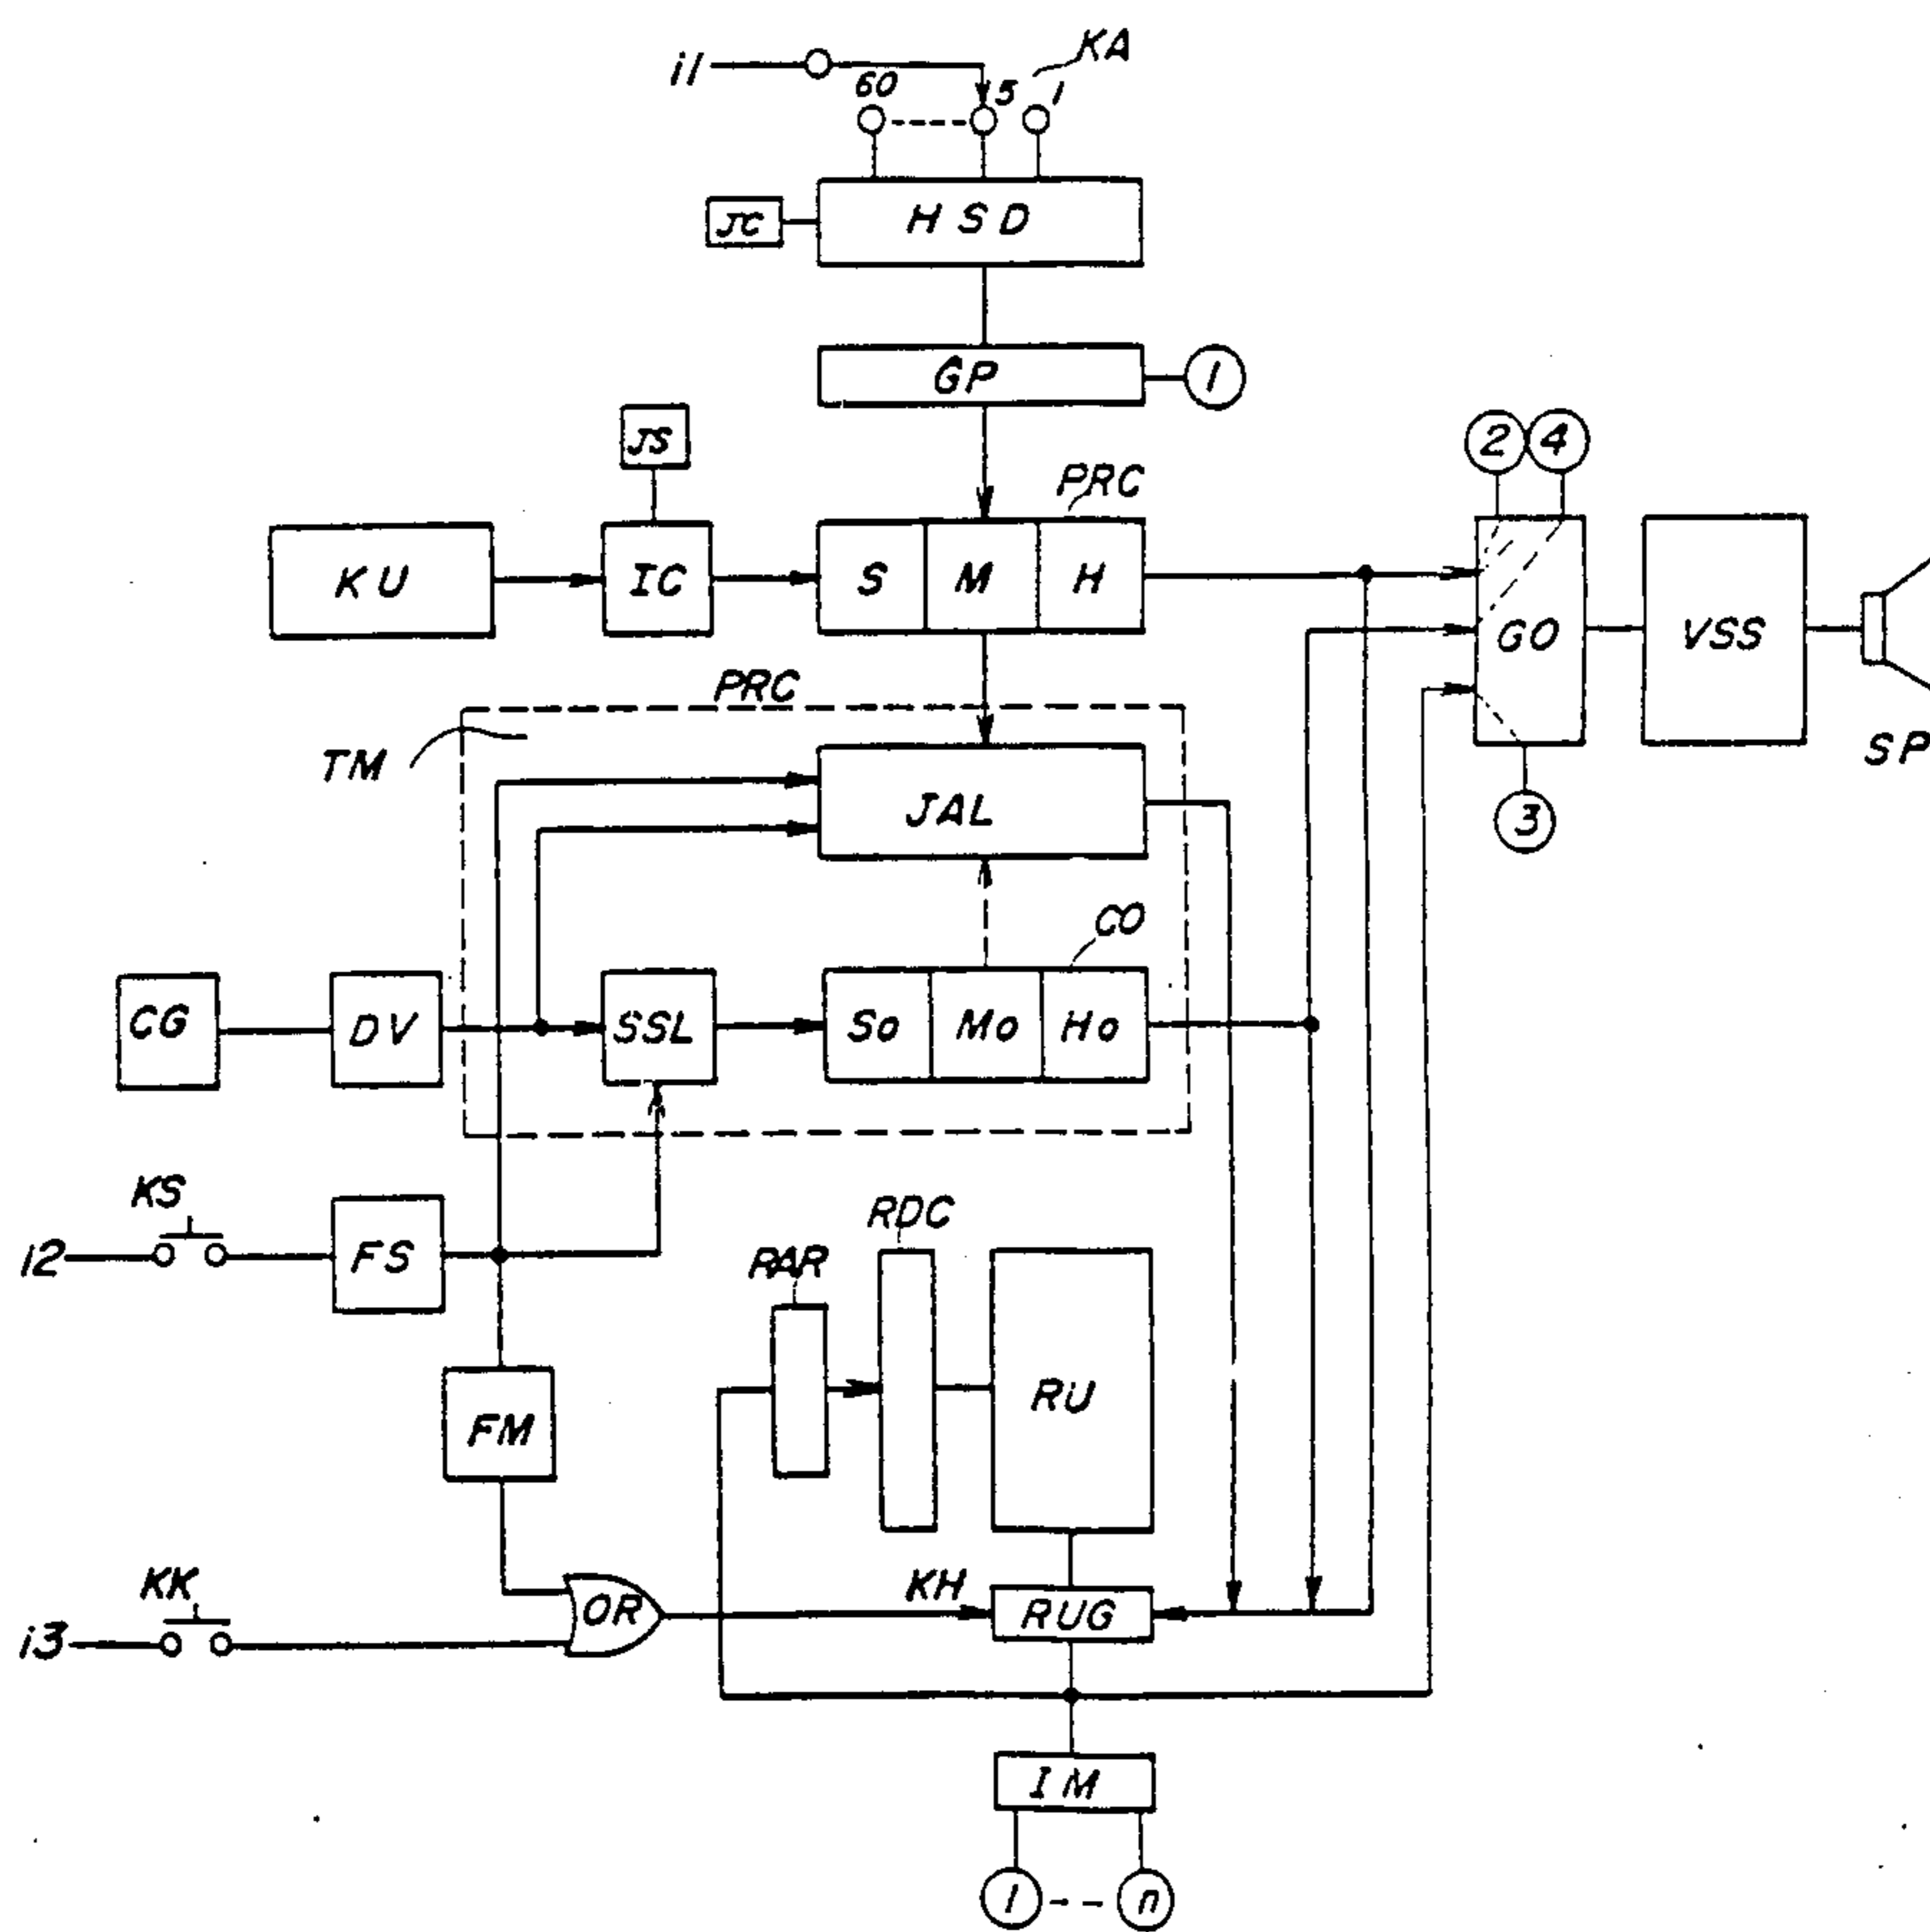 i1
KA
60
5
1
JC
HSD
GP
1
JS
PRC
2
4
KU
IC
S
M
H
GO
VSS
PRC
TM
SP
JAL
3
CO
CG
DV
SSL
So
Mo
Ho
KS
RDC
i2
FS
RAR
RU
FM
KK
KH
OR
RUG
i3
IM
1
n